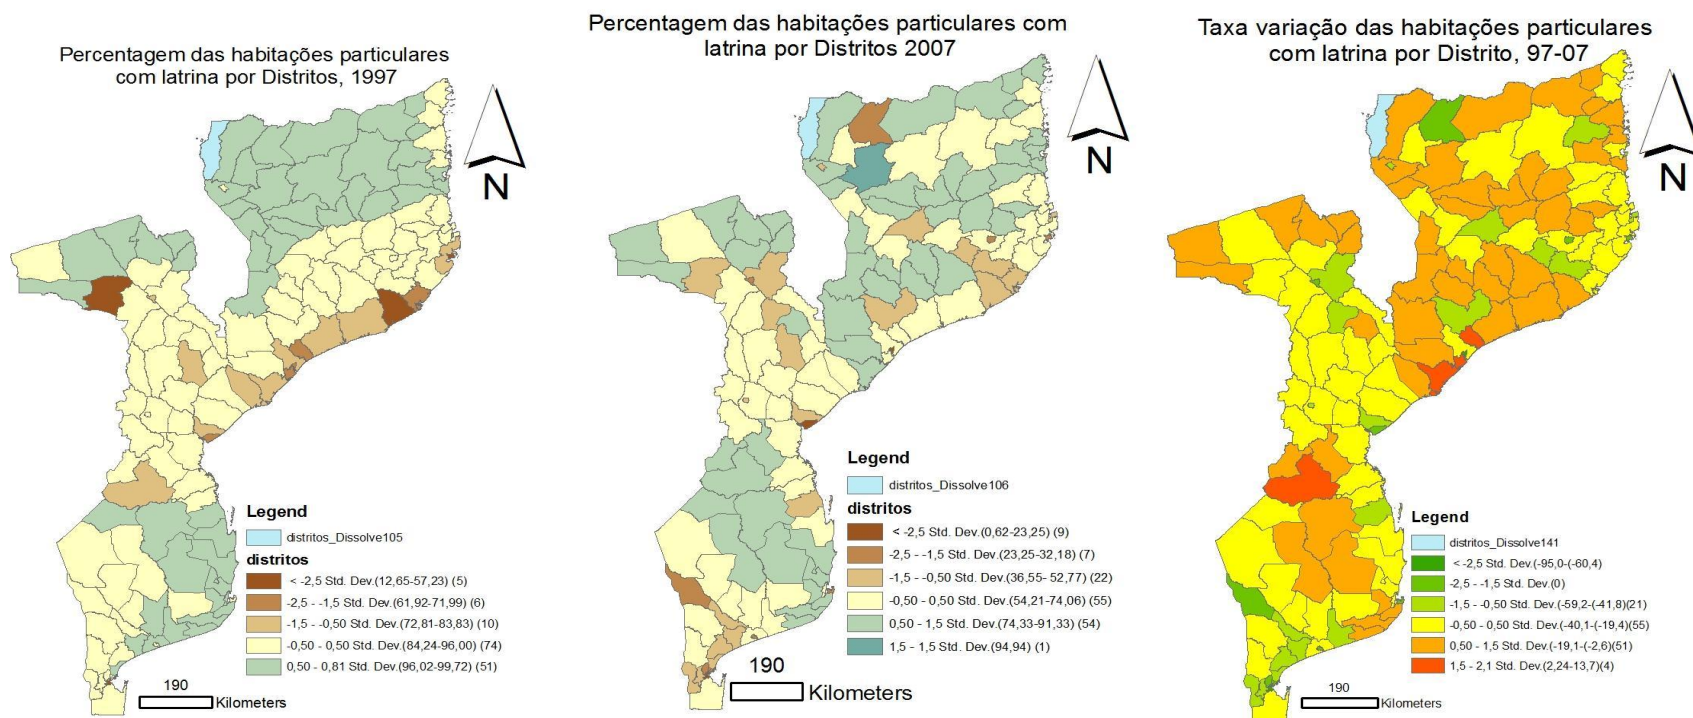 Percentagem das habitações particulares
com latrina por Distritos, 1997
N
Legend
distritos_Dissolve105
distritos
< -2,5 Std. Dev.(12,65-57,23) (5)
-2,5 - -1,5 Std. Dev.(61,92-71,99) (6)
-1,5 - -0,50 Std. Dev.(72,81-83,83) (10)
-0,50 - 0,50 Std. Dev.(84,24-96,00) (74)
0,50 - 0,81 Std. Dev.(96,02-99,72) (51)
190
Kilometers
Percentagem das habitações particulares com
latrina por Distritos 2007
N
Legend
distritos_Dissolve106
distritos
< -2,5 Std. Dev.(0,62-23,25) (9)
-2,5 - -1,5 Std. Dev.(23,25-32,18) (7)
-1,5 - -0,50 Std. Dev.(36,55- 52,77) (22)
-0,50 - 0,50 Std. Dev.(54,21-74,06) (55)
0,50 - 1,5 Std. Dev.(74,33-91,33) (54)
1,5 - 1,5 Std. Dev.(94,94) (1)
190
Kilometers
Taxa variação das habitações particulares
com latrina por Distrito, 97-07
N
Legend
distritos_Dissolve141
< -2,5 Std. Dev.(-95,0-(-60,4)
-2,5 - -1,5 Std. Dev.(0)
-1,5 - -0,50 Std. Dev.(-59,2-(-41,8)(21)
-0,50 - 0,50 Std. Dev.(-40,1-(-19,4)(55)
0,50 - 1,5 Std. Dev.(-19,1-(-2,6)(51)
1,5 - 2,1 Std. Dev.(2,24-13,7)(4)
190
Kilometers